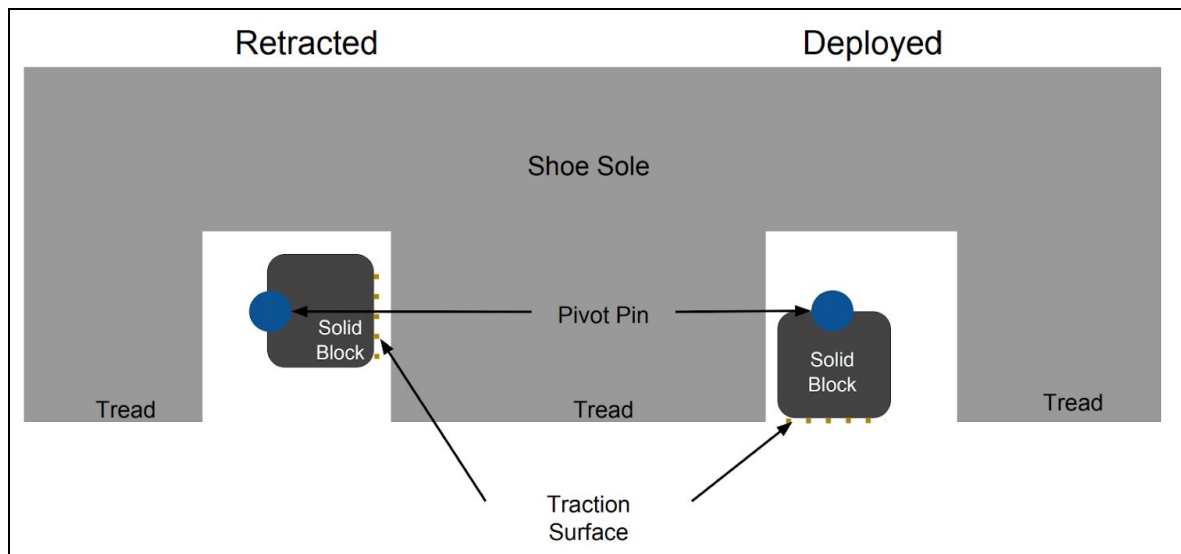 Retracted
Deployed
Shoe Sole
Pivot Pin
Solid
Block
Solid
Block
Tread
Tread
Tread
Traction
Surface